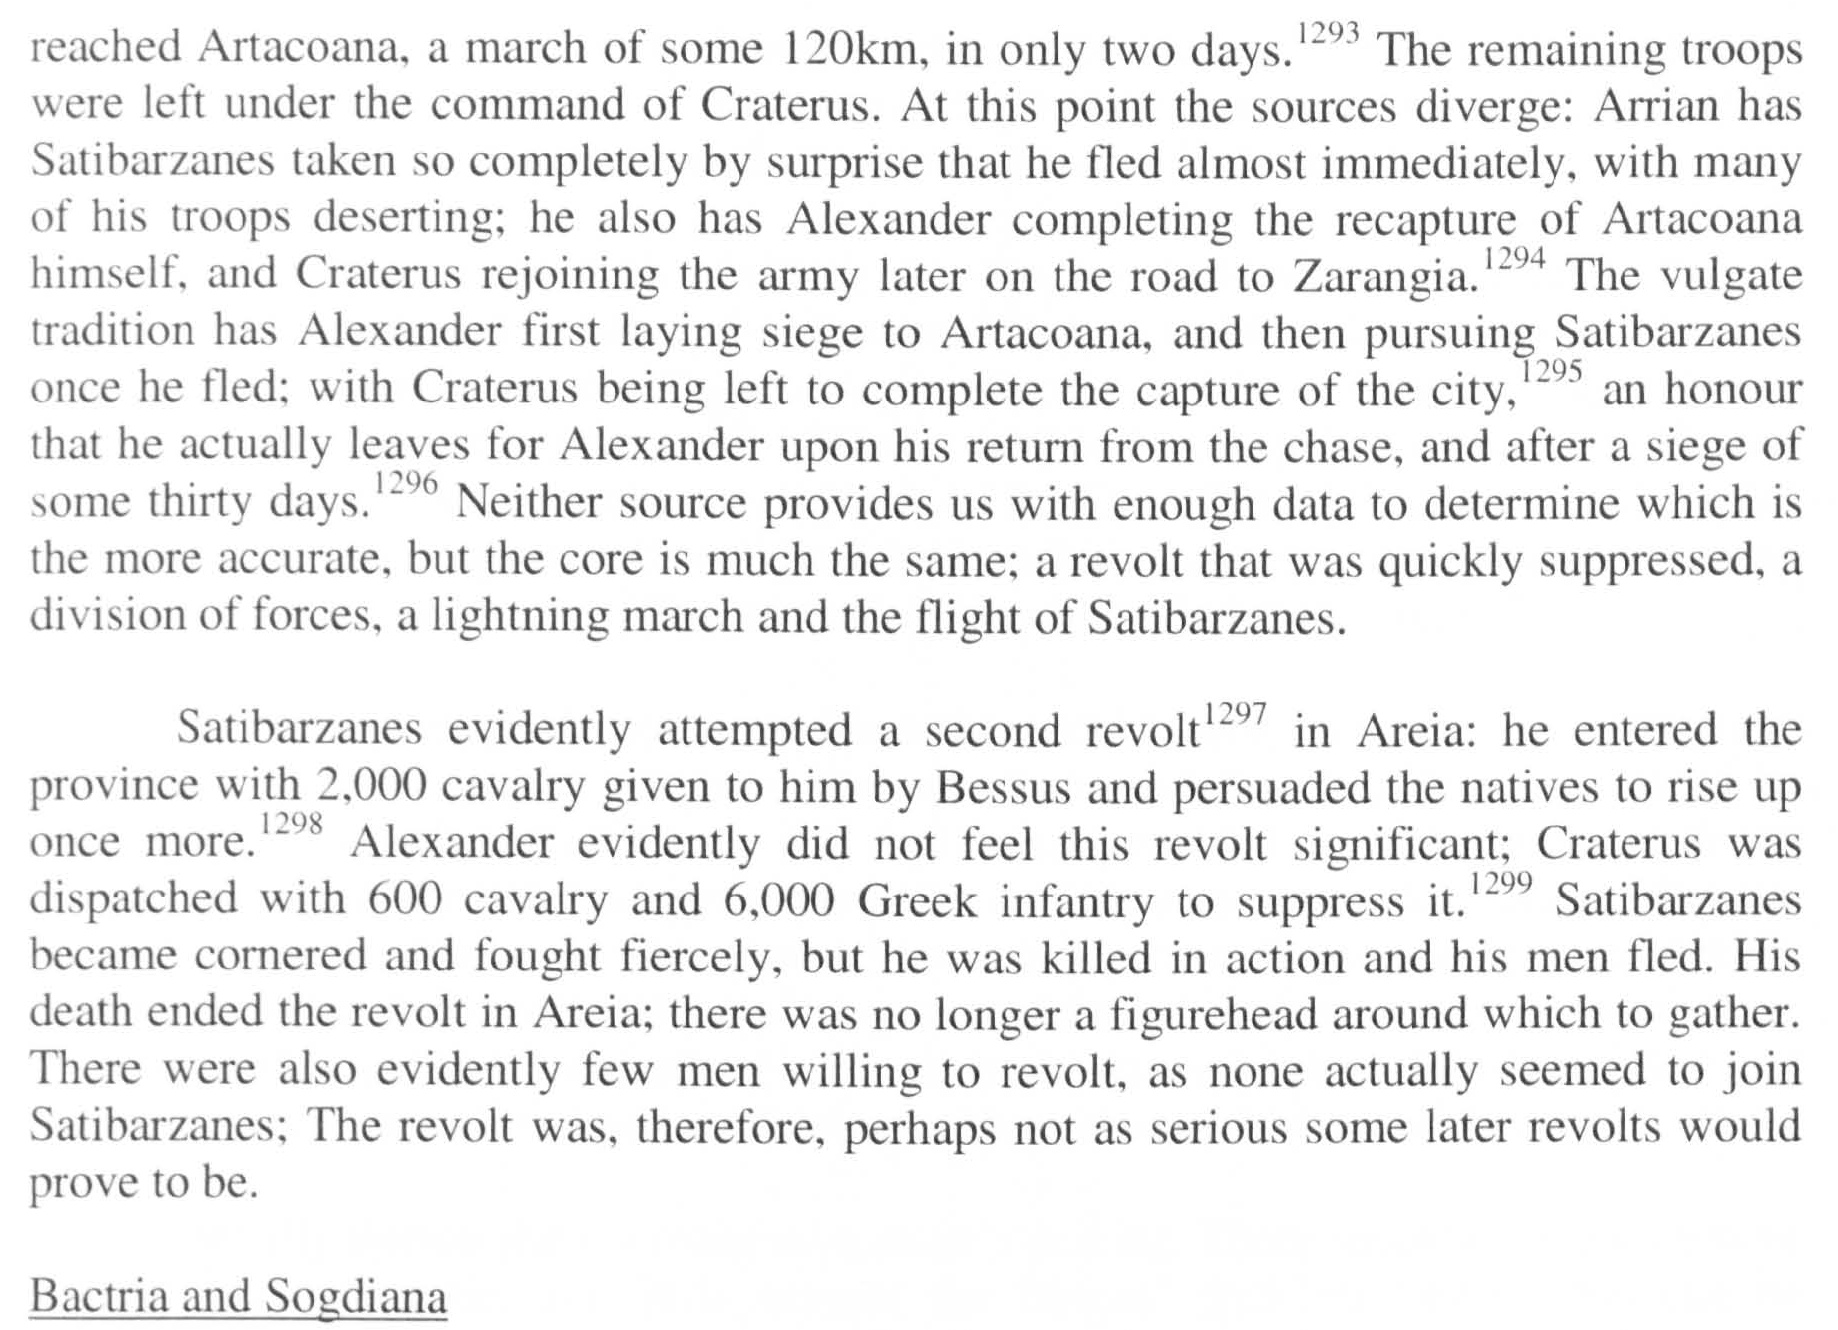 reached Artacoana, a march of some 120km, in only two days.1293 The remaining troops
were left under the command of Craterus. At this point the sources diverge: Arrian has
Satibarzanes taken so completely by surprise that he fled almost immediately, with many
of his troops deserting; he also has Alexander completing the recapture of Artacoana
himself, and Craterus rejoining the army later on the road to Zarangia.1294 The vulgate
tradition has Alexander first laying siege to Artacoana, and then pursuing Satibarzanes
once he fled; with Craterus being left to complete the capture of the city,1295 an honour
that he actually leaves for Alexander upon his return from the chase, and after a siege of
some thirty days.1296 Neither source provides us with enough data to determine which is
the more accurate, but the core is much the same; a revolt that was quickly suppressed, a
division of forces, a lightning march and the flight of Satibarzanes.
Satibarzanes evidently attempted a second revolt1297 in Areia: he entered the
province with 2,000 cavalry given to him by Bessus and persuaded the natives to rise up
once more.1298 Alexander evidently did not feel this revolt significant; Craterus was
dispatched with 600 cavalry and 6,000 Greek infantry to suppress it.1299 Satibarzanes
became cornered and fought fiercely, but he was killed in action and his men fled. His
death ended the revolt in Areia; there was no longer a figurehead around which to gather.
There were also evidently few men willing to revolt, as none actually seemed to join
Satibarzanes; The revolt was, therefore, perhaps not as serious some later revolts would
prove to be.
Bactria and Sogdiana